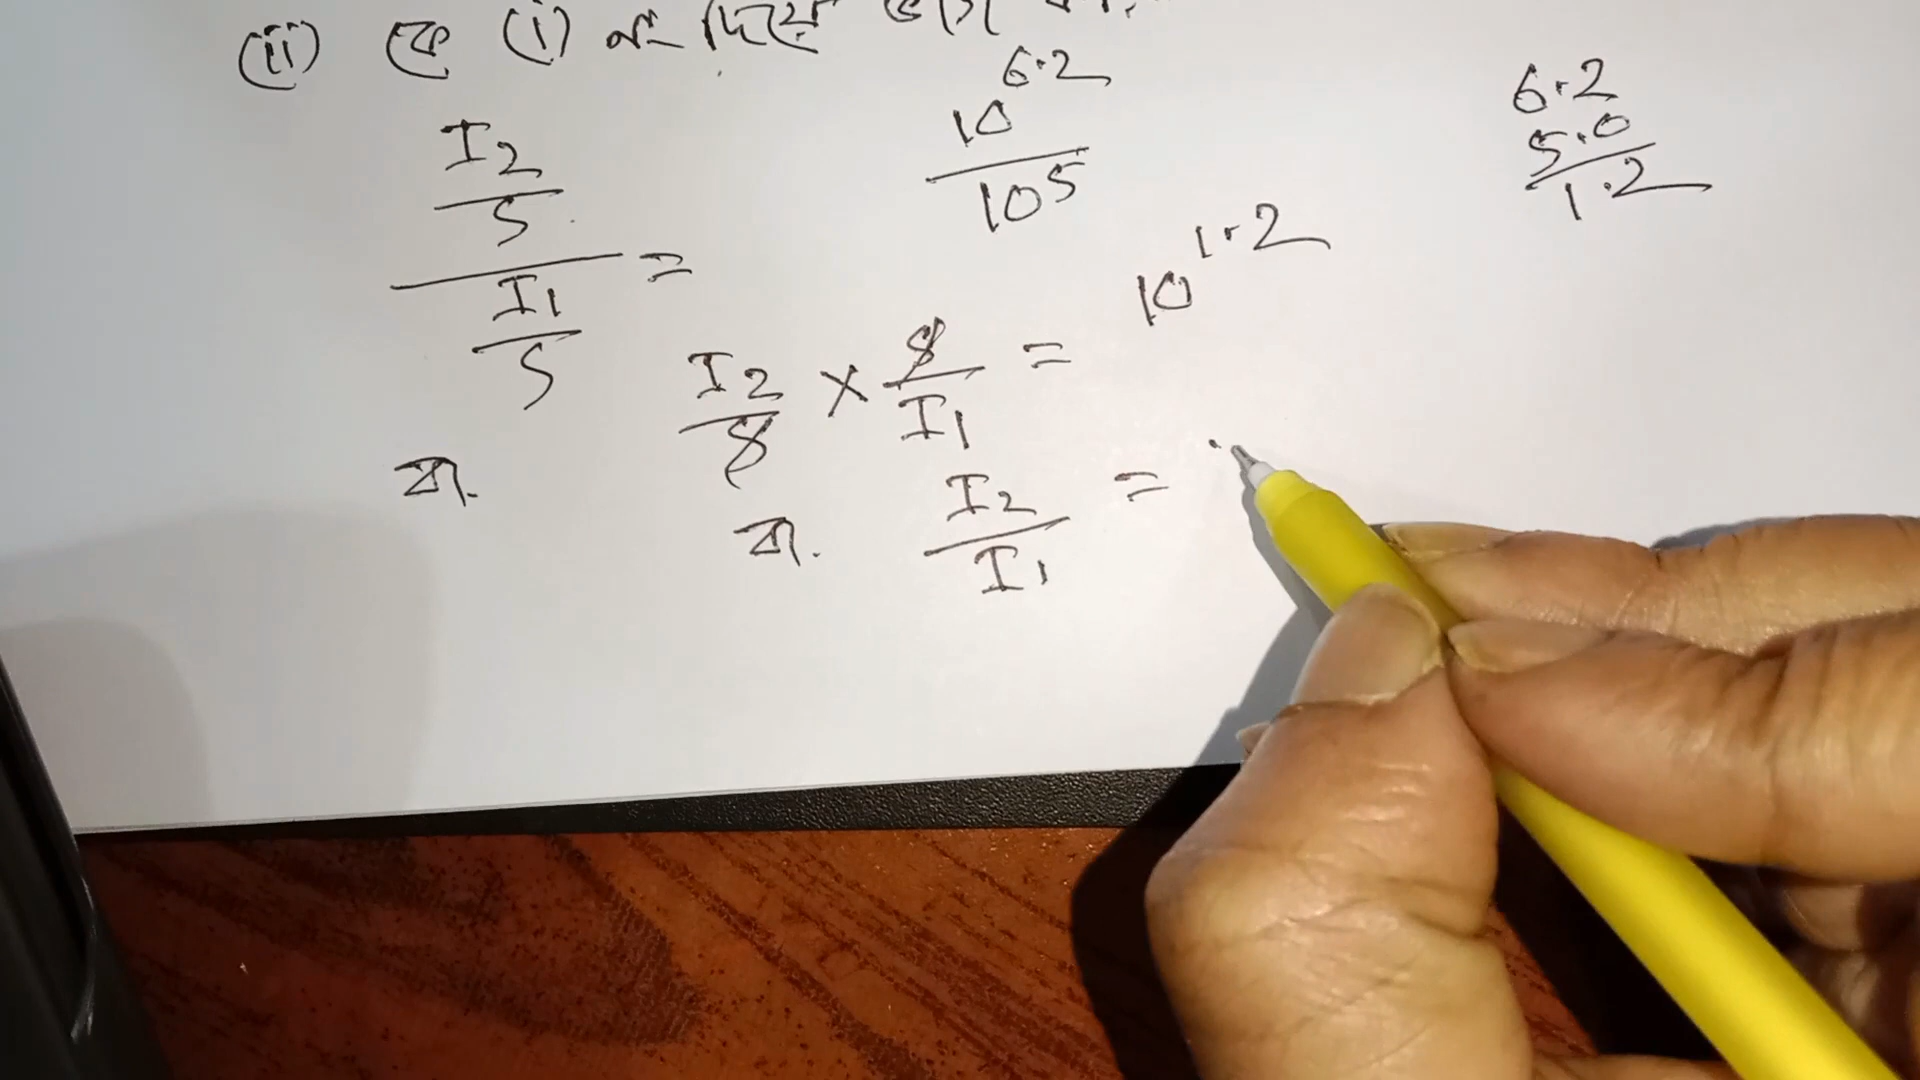 (ii) কে (i) নং দিয়ে
I2/S / I1/S = 10^6.2 / 10^5
6.2
5.0
1.2
বা. I2/S × S/I1 = 10^1.2
বা. I2/I1 =